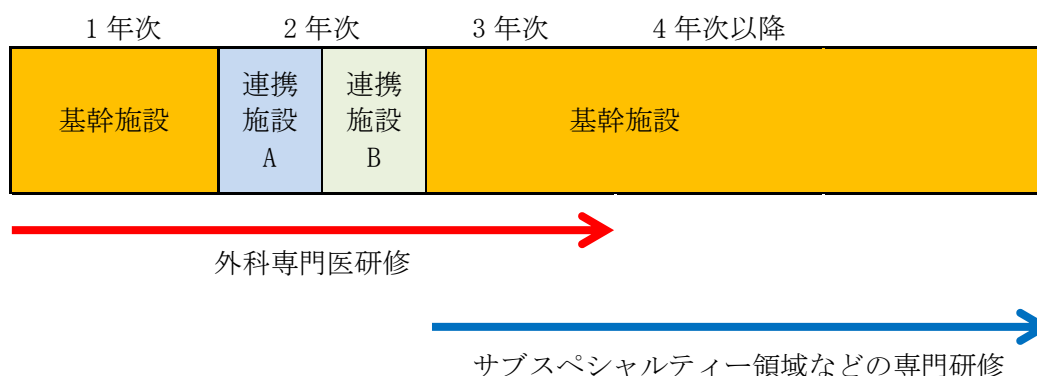 1 年次 2 年次 3 年次 4 年次以降
基幹施設
連携
施設
A
連携
施設
B
基幹施設
外科専門医研修
サブスペシャルティー領域などの専門研修